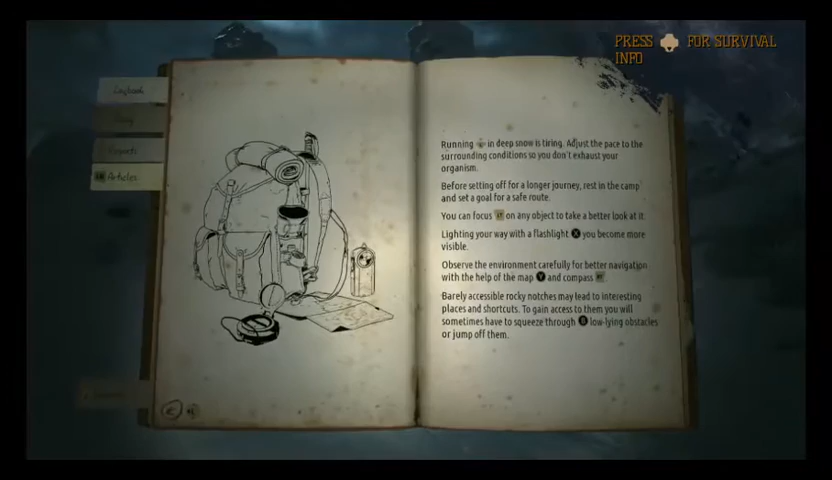 PRESS FOR SURVIVAL
INFO
Logbook
Articles
Running in deep snow is tiring. Adjust the pace to the
surrounding conditions so you don't exhaust your
organism.
Before setting off for a longer journey, rest in the camp
and set a goal for a safe route.
You can focus on any object to take a better look at it.
Lighting your way with a flashlight X you become more
visible.
Observe the environment carefully for better navigation
with the help of the map Y and compass
Barely accessible rocky notches may lead to interesting
places and shortcuts. To gain access to them you will
sometimes have to squeeze through B low-lying obstacles
or jump off them.